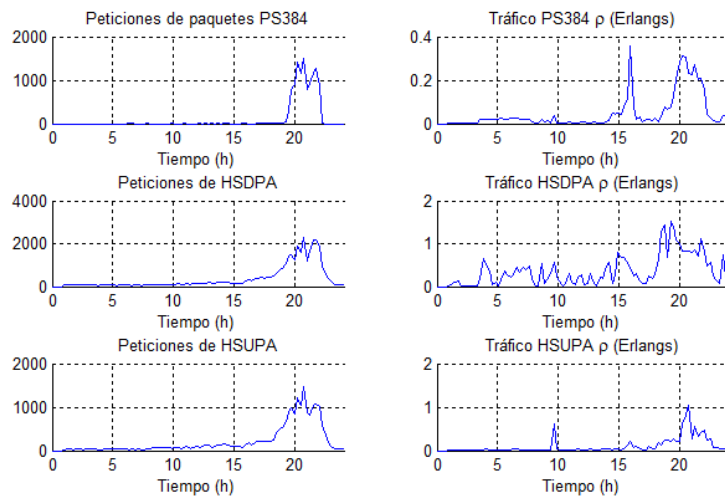 Peticiones de paquetes PS384
2000
1000
0
0 5 10 15 20
Tiempo (h)
Tráfico PS384 ρ (Erlangs)
0.4
0.2
0
0 5 10 15 20
Tiempo (h)
Peticiones de HSDPA
4000
2000
0
0 5 10 15 20
Tiempo (h)
Tráfico HSDPA ρ (Erlangs)
2
1
0
0 5 10 15 20
Tiempo (h)
Peticiones de HSUPA
2000
1000
0
0 5 10 15 20
Tiempo (h)
Tráfico HSUPA ρ (Erlangs)
2
1
0
0 5 10 15 20
Tiempo (h)